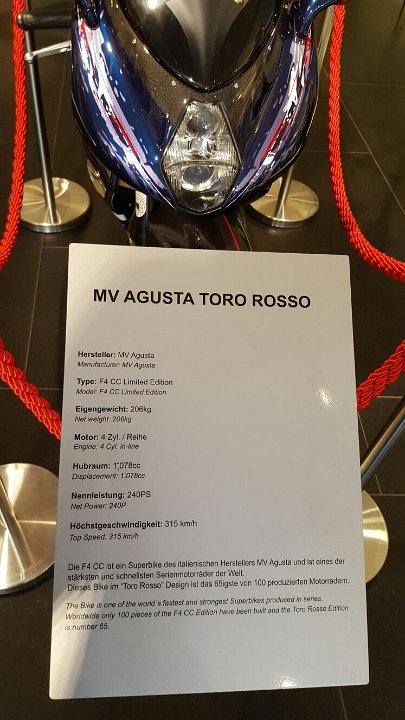 MV AGUSTA TORO ROSSO
Hersteller: MV Agusta
Manufacturer: MV Agusta
Type: F4 CC Limited Edition
Model: F4 CC Limited Edition
Eigengewicht: 206kg
Net weight: 206kg
Motor: 4 Zyl. / Reihe
Engine: 4 Cyl. in-line
Hubraum: 1'078cc
Displacement: 1'078cc
Nennleistung: 240PS
Net Power: 240P
Höchstgeschwindigkeit: 315 km/h
Top Speed: 315 km/h
Die F4 CC ist ein Superbike des italienischen Herstellers MV Agusta und ist eines der
stärksten und schnellsten Serienmotorräder der Welt.
Dieses Bike im "Toro Rosso" Design ist das 65igste von 100 produzierten Motorrädern.
The Bike is one of the world´s fastest and strongest Superbikes produced in series.
Worldwide only 100 pieces of the F4 CC Edition have been built and the Toro Rosso Edition
is number 65.